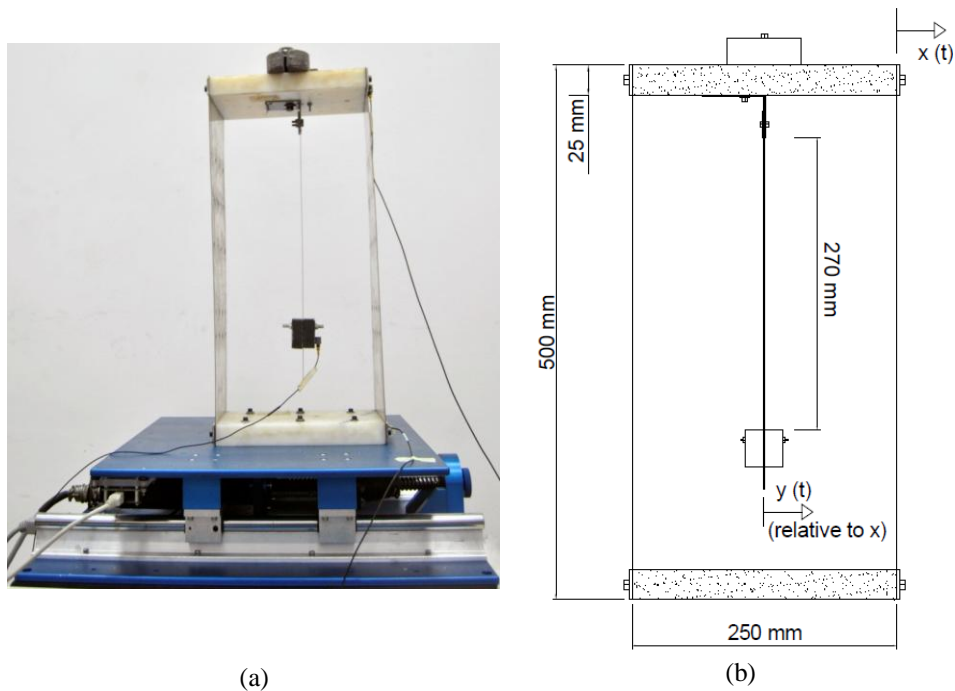 x (t)
25 mm
270 mm
500 mm
y (t)
(relative to x)
250 mm
(a)
(b)